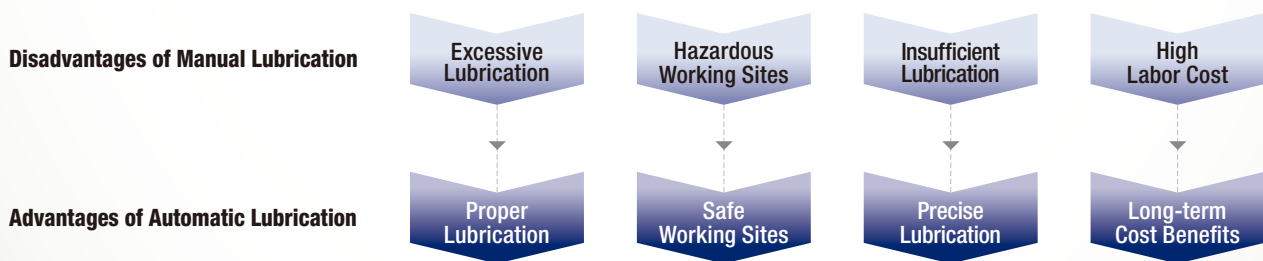 Disadvantages of Manual Lubrication
Excessive
Lubrication
Hazardous
Working Sites
Insufficient
Lubrication
High
Labor Cost
Advantages of Automatic Lubrication
Proper
Lubrication
Safe
Working Sites
Precise
Lubrication
Long-term
Cost Benefits